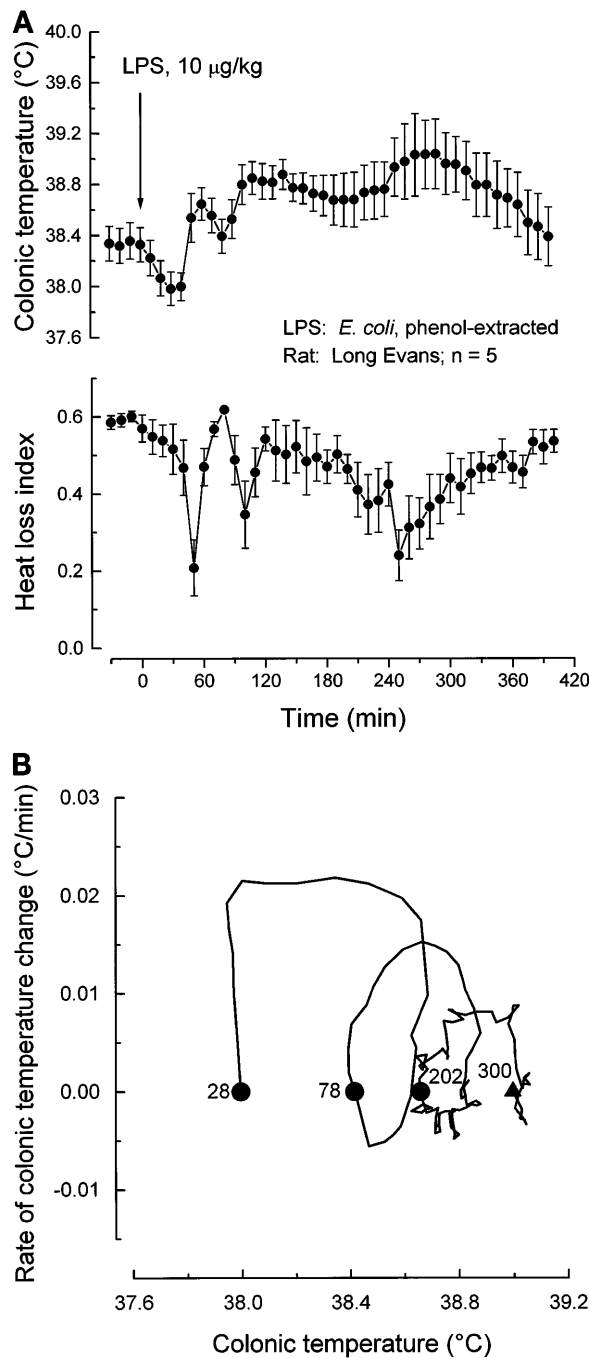 A
Colonic temperature (°C)
40.0
39.6
39.2
38.8
38.4
38.0
37.6
LPS, 10 µg/kg
LPS: E. coli, phenol-extracted
Rat: Long Evans; n = 5
Heat loss index
0.6
0.4
0.2
0.0
0 60 120 180 240 300 360 420
Time (min)
B
Rate of colonic temperature change (°C/min)
0.03
0.02
0.01
0.00
-0.01
28
78
202
300
37.6 38.0 38.4 38.8 39.2
Colonic temperature (°C)